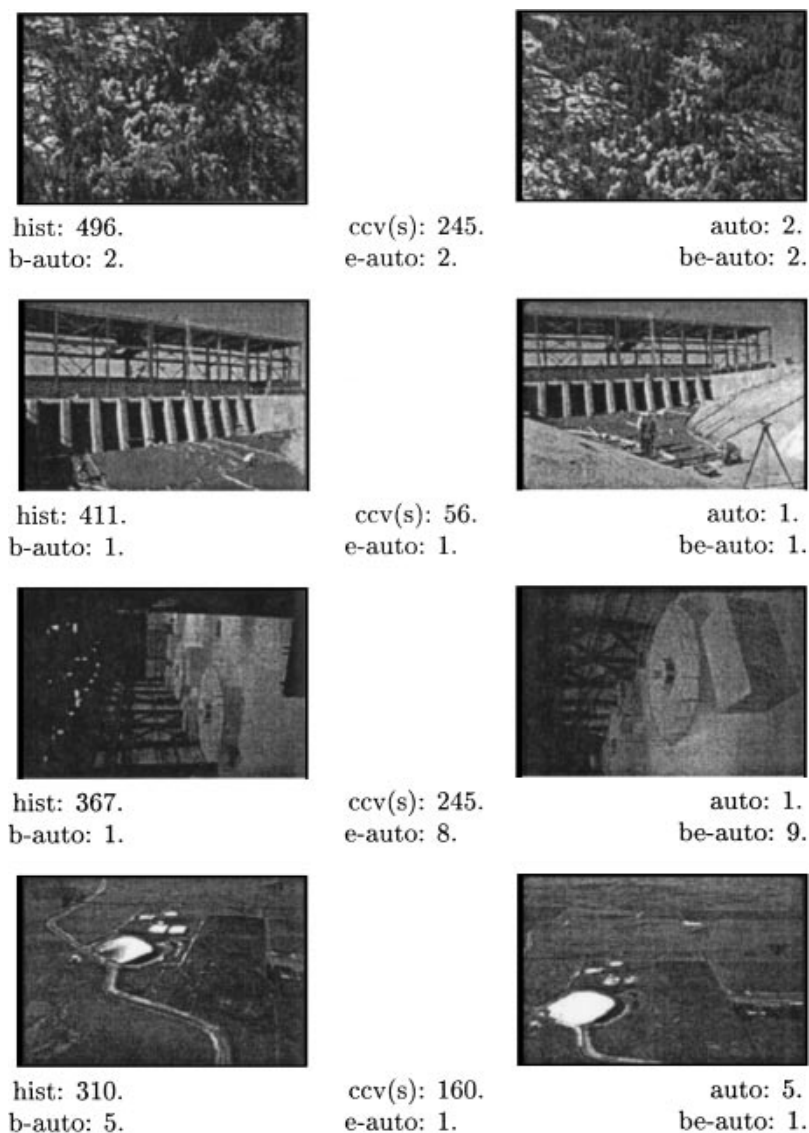 hist: 496. ccv(s): 245. auto: 2.
b-auto: 2. e-auto: 2. be-auto: 2.
hist: 411. ccv(s): 56. auto: 1.
b-auto: 1. e-auto: 1. be-auto: 1.
hist: 367. ccv(s): 245. auto: 1.
b-auto: 1. e-auto: 8. be-auto: 9.
hist: 310. ccv(s): 160. auto: 5.
b-auto: 5. e-auto: 1. be-auto: 1.